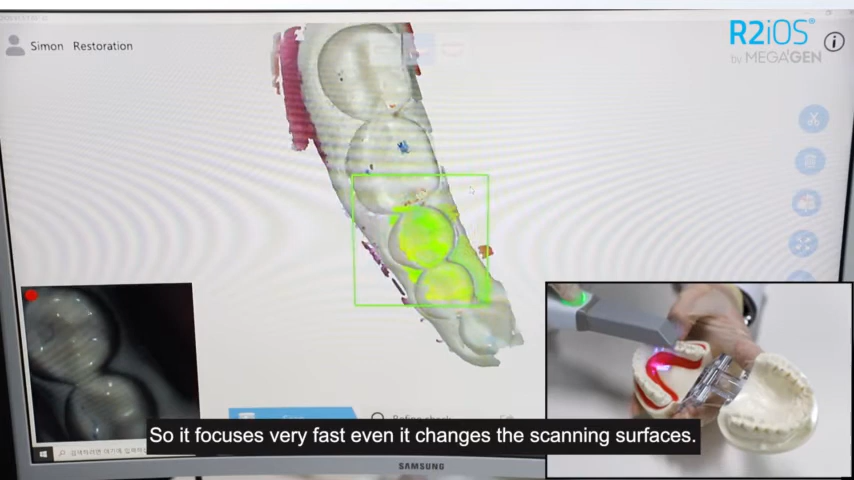 Simon Restoration
R2iOS®
by MEGAGEN
So it focuses very fast even it changes the scanning surfaces.
SAMSUNG